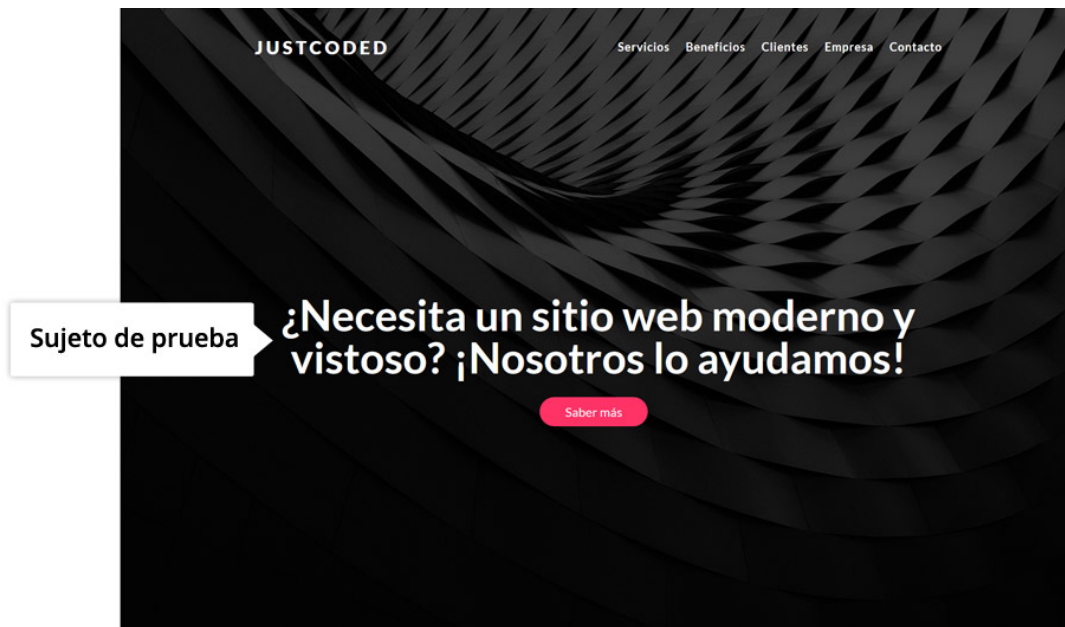 JUSTCODED
Servicios Beneficios Clientes Empresa Contacto
Sujeto de prueba
¿Necesita un sitio web moderno y
vistoso? ¡Nosotros lo ayudamos!
Saber más